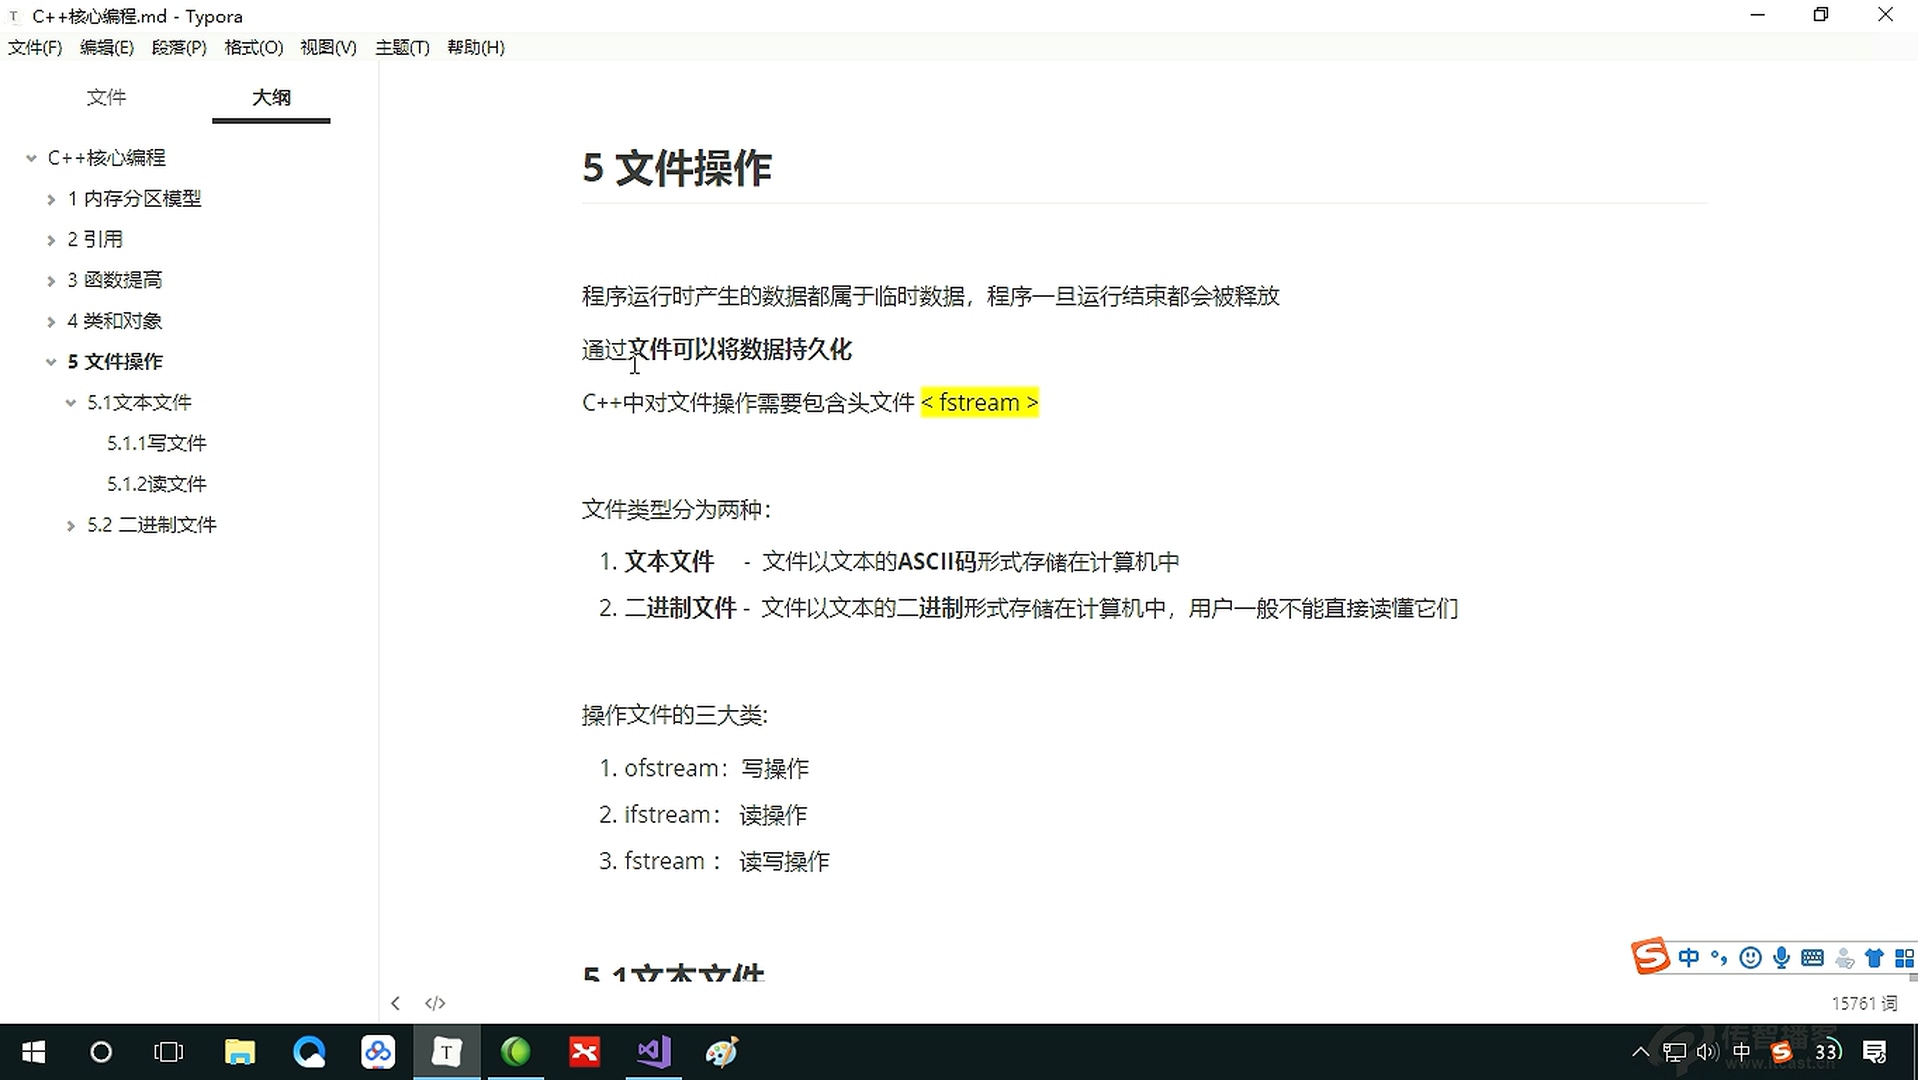 C++核心编程.md - Typora
文件(F) 编辑(E) 段落(P) 格式(O) 视图(V) 主题(T) 帮助(H)
文件 大纲
C++核心编程
1 内存分区模型
2 引用
3 函数提高
4 类和对象
5 文件操作
5.1文本文件
5.1.1写文件
5.1.2读文件
5.2 二进制文件
5 文件操作
程序运行时产生的数据都属于临时数据，程序一旦运行结束都会被释放
通过文件可以将数据持久化
C++中对文件操作需要包含头文件 < fstream >
文件类型分为两种：
1. 文本文件 - 文件以文本的ASCII码形式存储在计算机中
2. 二进制文件 - 文件以文本的二进制形式存储在计算机中，用户一般不能直接读懂它们
操作文件的三大类:
1. ofstream：写操作
2. ifstream： 读操作
3. fstream ： 读写操作
5.1文本文件
中
15761 词
中 33
传智播客
www.itcast.cn